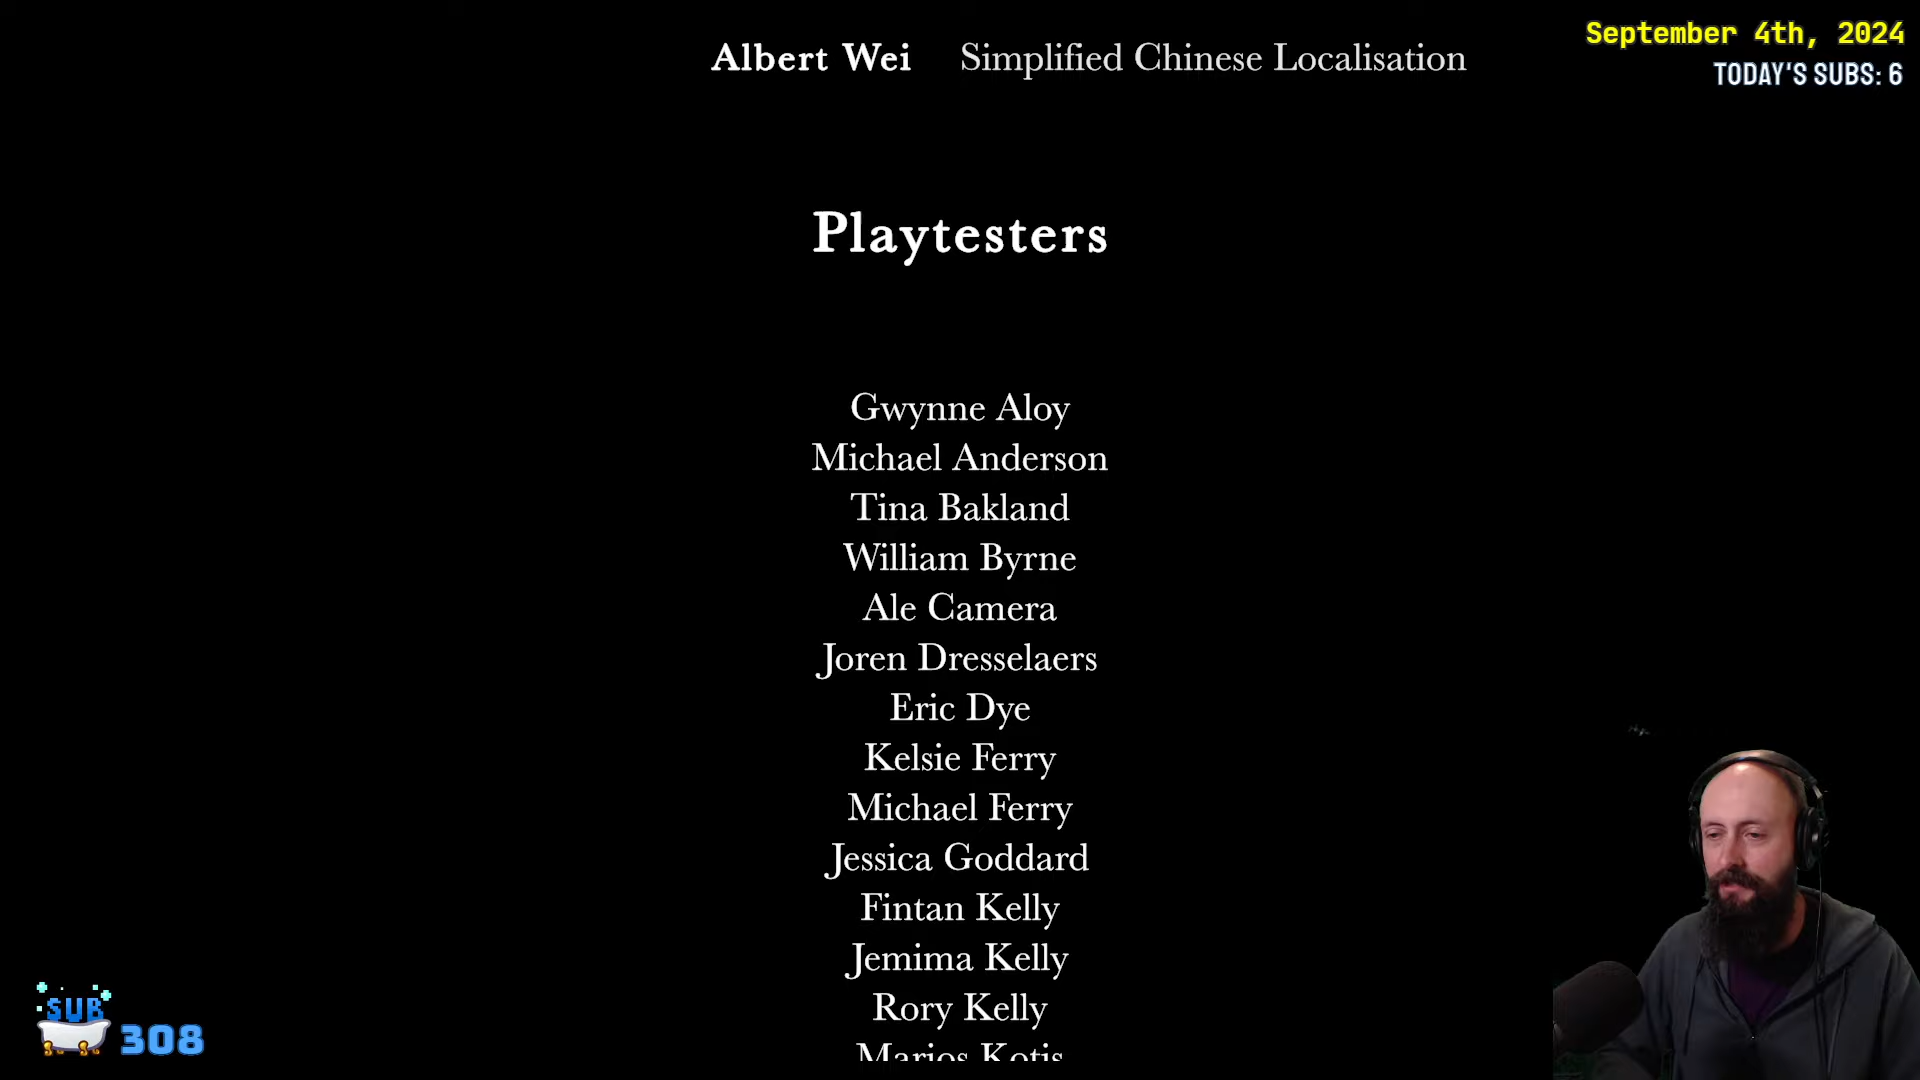 September 4th, 2024
Albert Wei Simplified Chinese Localisation
TODAY'S SUBS: 6
Playtesters
Gwynne Aloy
Michael Anderson
Tina Bakland
William Byrne
Ale Camera
Joren Dresselaers
Eric Dye
Kelsie Ferry
Michael Ferry
Jessica Goddard
Fintan Kelly
Jemima Kelly
Rory Kelly
Marios Kotis
SUB
308